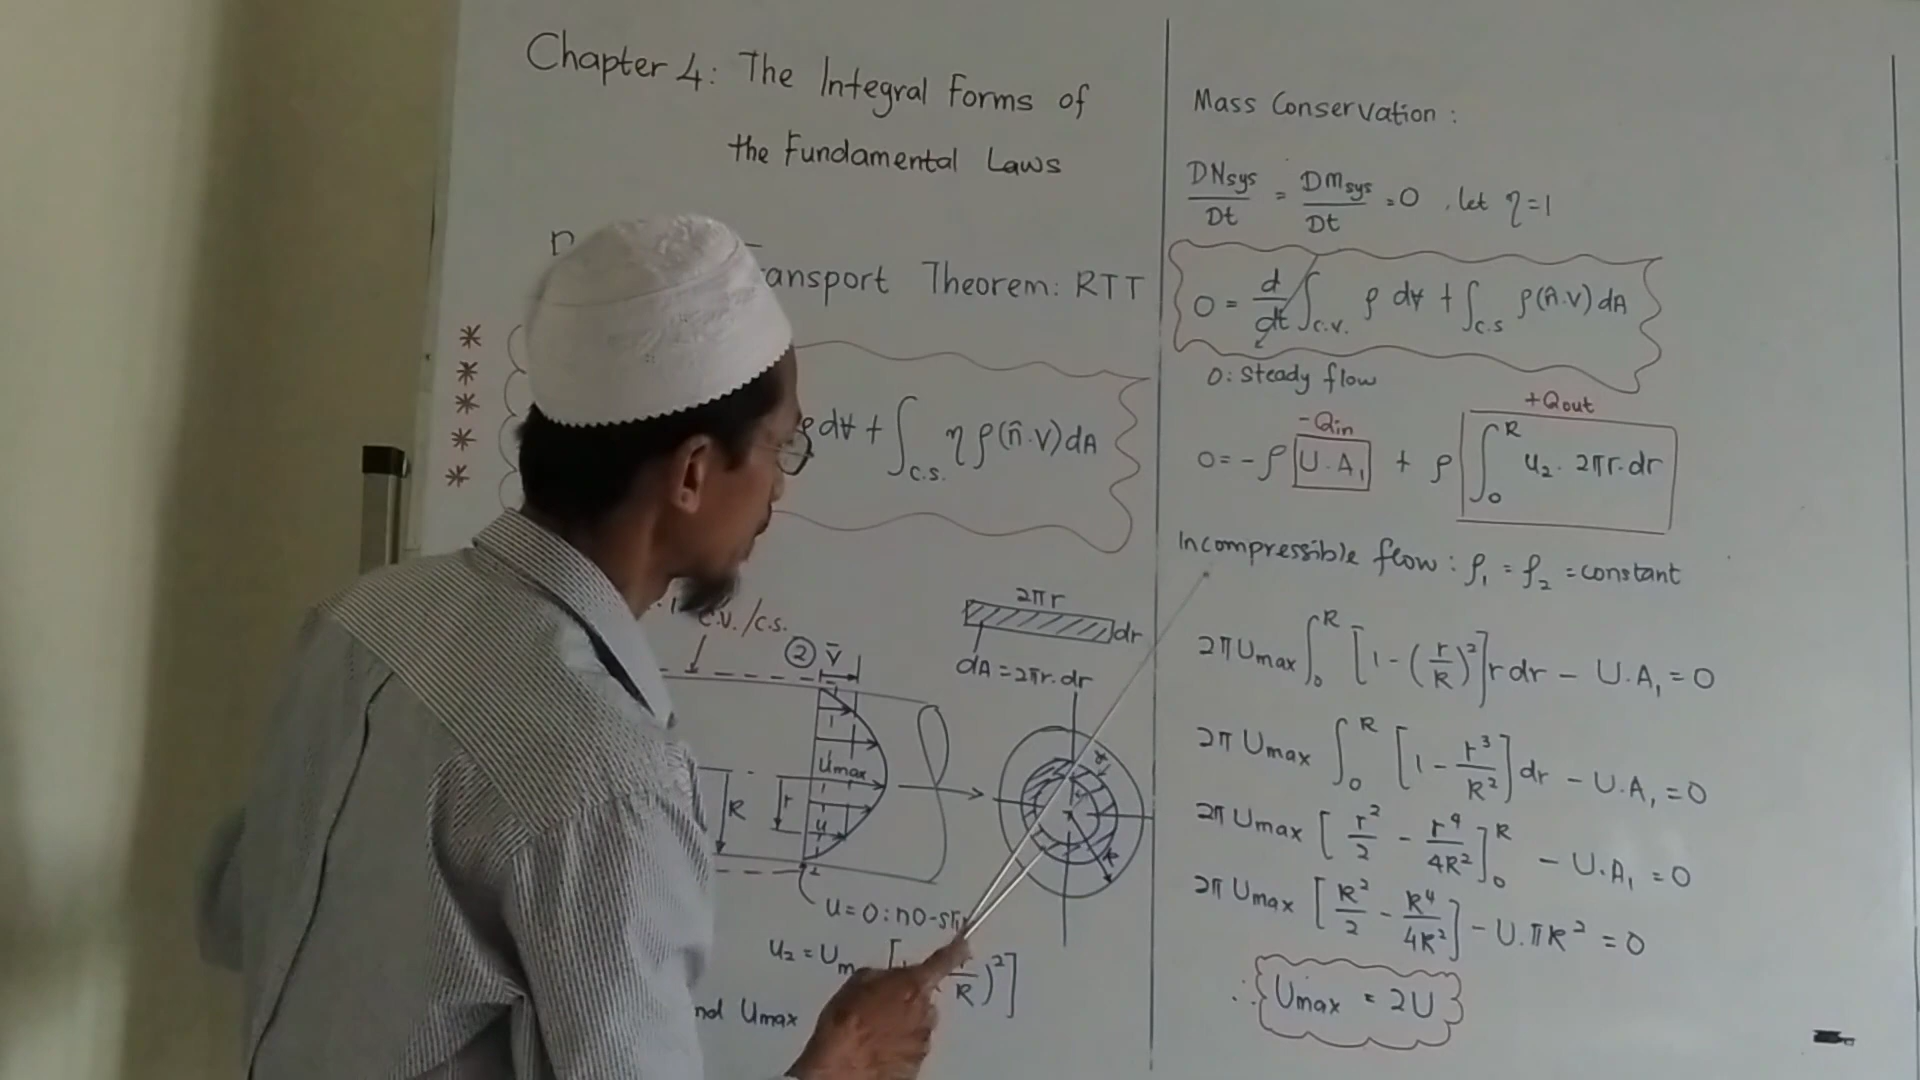 Chapter 4: The Integral Forms of
the Fundamental Laws
ansport Theorem: RTT
*
*
*
*
*
ρ d∀ + ∫c.s. η ρ(n̂·V) dA
C.V./C.S.
② V̄
2πr
dr
dA = 2πr.dr
Umax
R
r
u
r
R
u = 0 : no-sli
u₂ = Um [ )²]
R
nd Umax
Mass Conservation :
DNsys/Dt = DMsys/Dt = 0 , let η = 1
0 = d/dt ∫c.v. ρ d∀ + ∫c.s ρ(n̂.V) dA
0: steady flow
-Qin
+Qout
0 = - ρ U.A₁ + ρ ∫₀ᴿ u₂. 2πr.dr
Incompressible flow : ρ₁ = ρ₂ = constant
2π Umax ∫₀ᴿ [1 - (r/R)²] r dr - U.A₁ = 0
2π Umax ∫₀ᴿ [1 - r³/R²] dr - U.A₁ = 0
2π Umax [r²/2 - r⁴/4R²]₀ᴿ - U.A₁ = 0
2π Umax [R²/2 - R⁴/4R²] - U.πR² = 0
∴ Umax = 2U